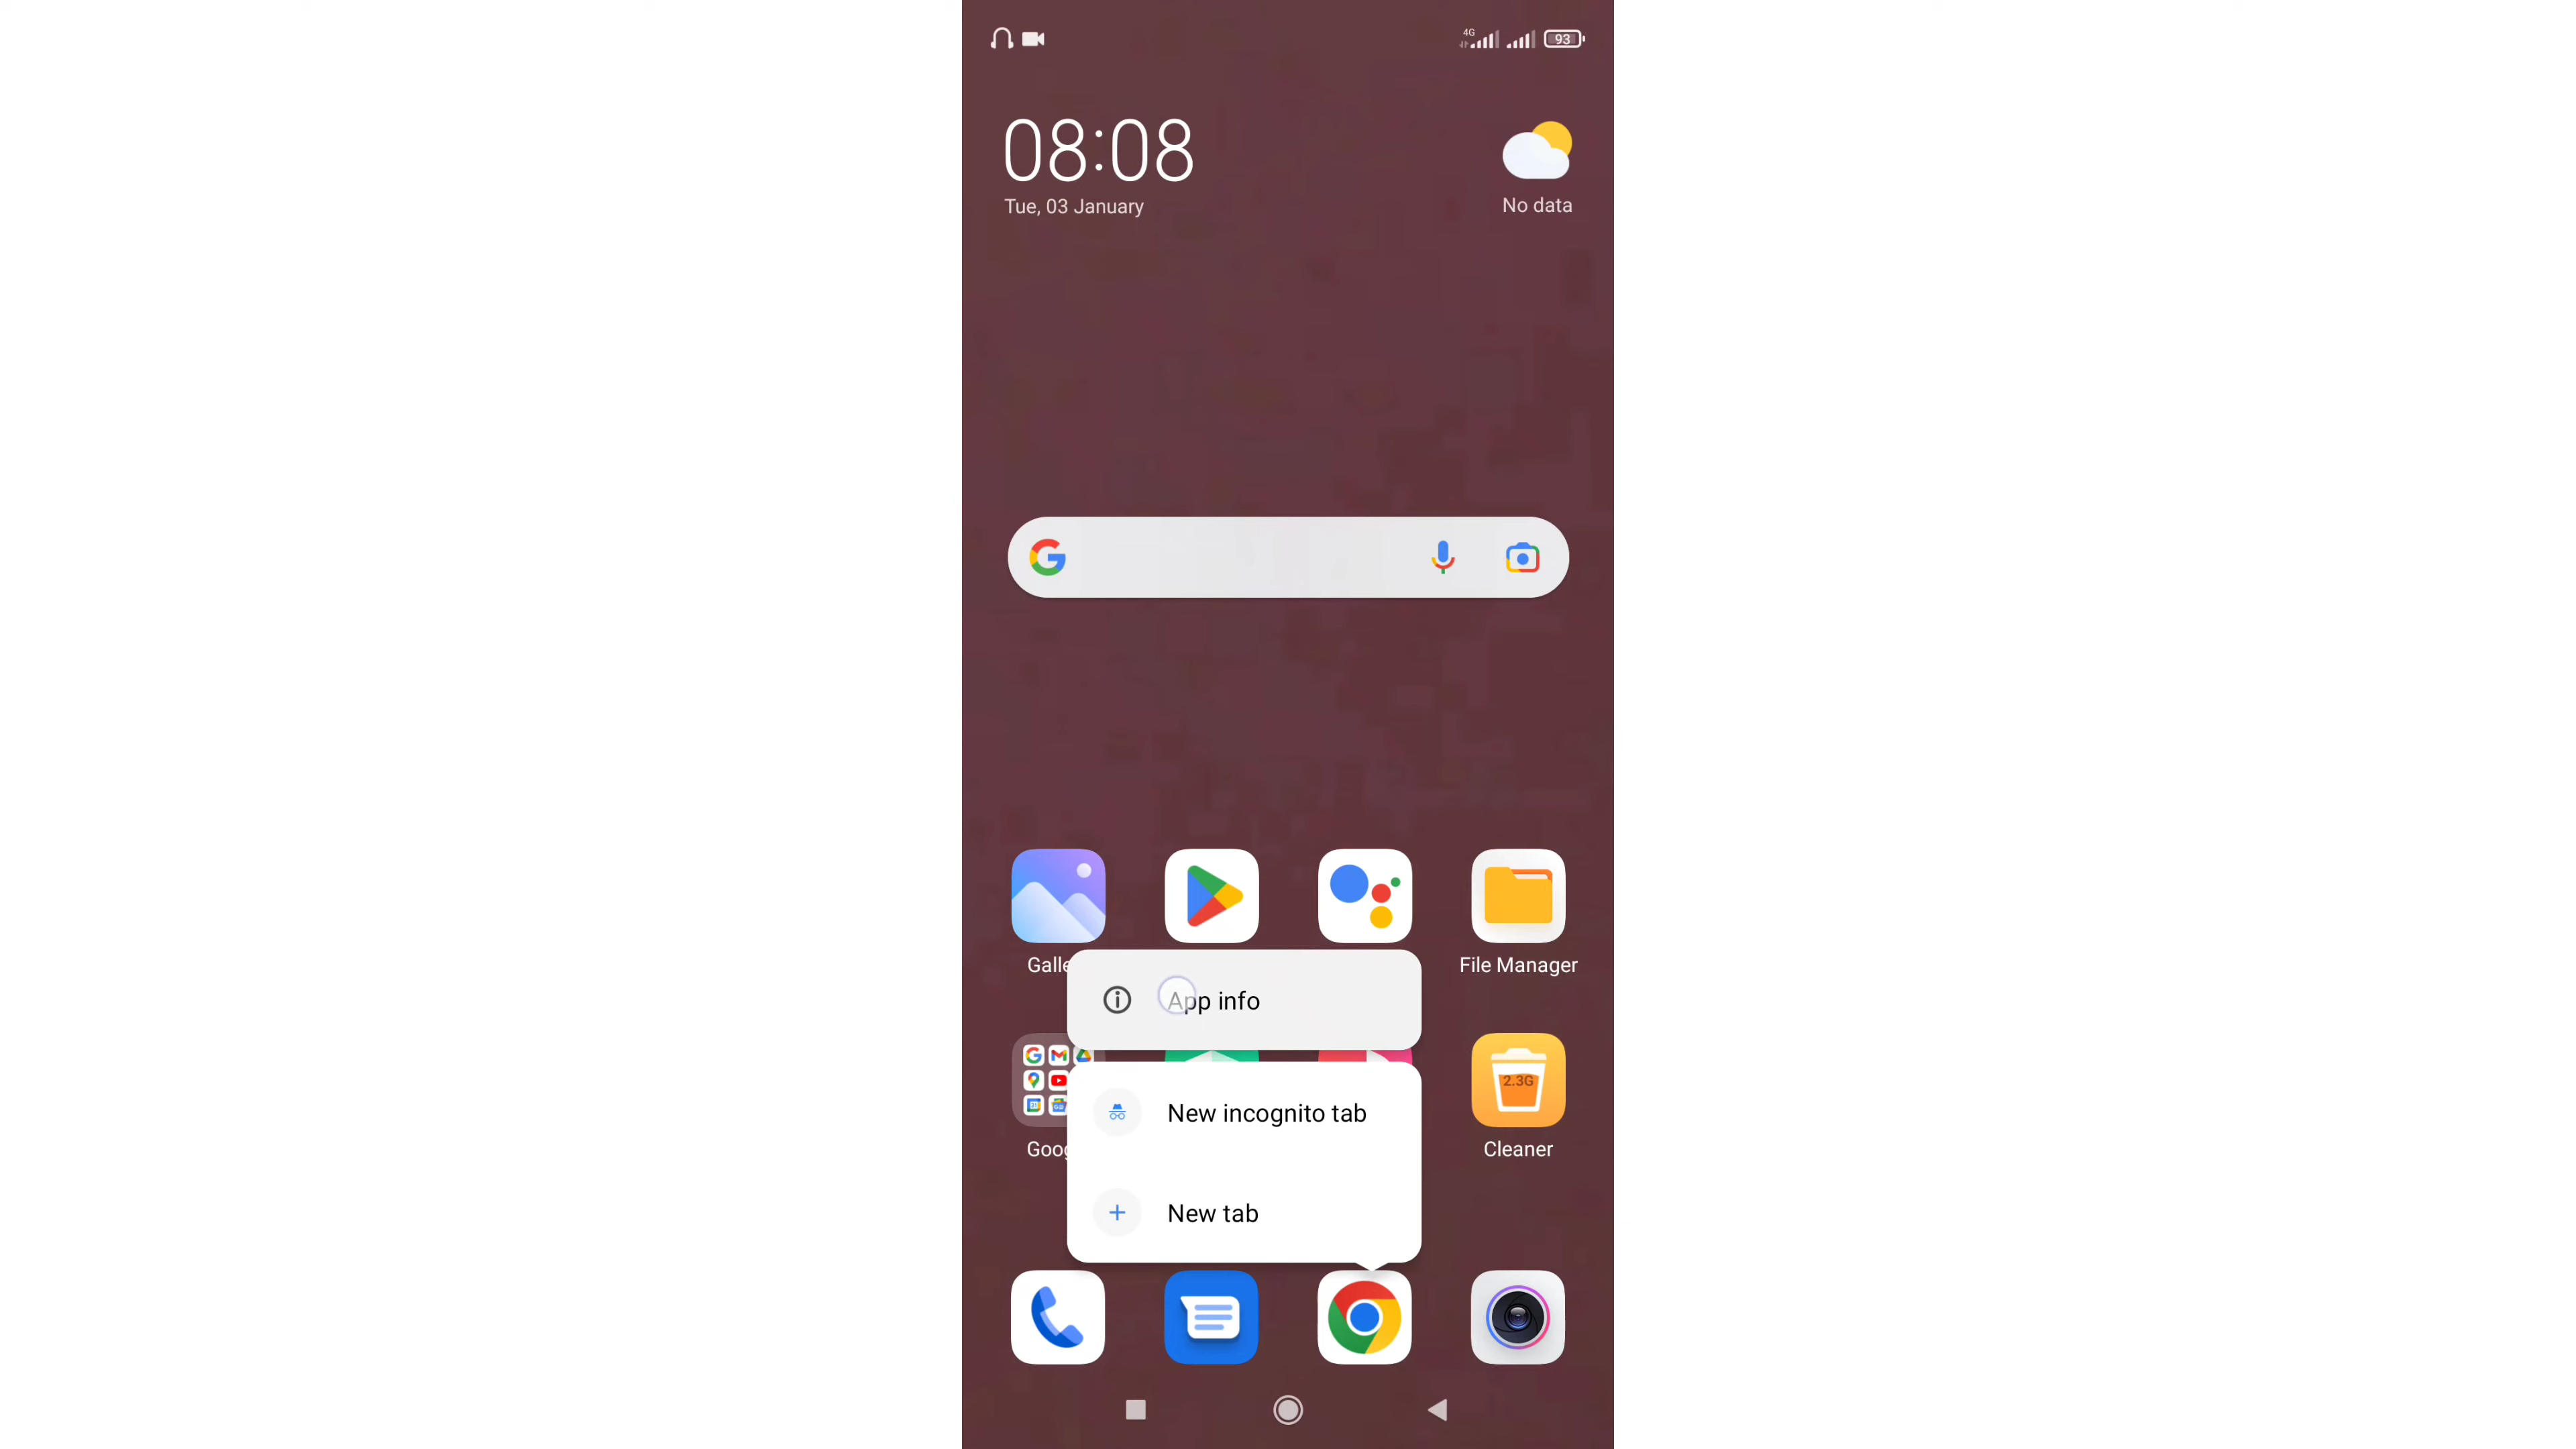 4G
93
08:08
Tue, 03 January
No data
Galle
File Manager
App info
2.3G
New incognito tab
Goog
Cleaner
New tab